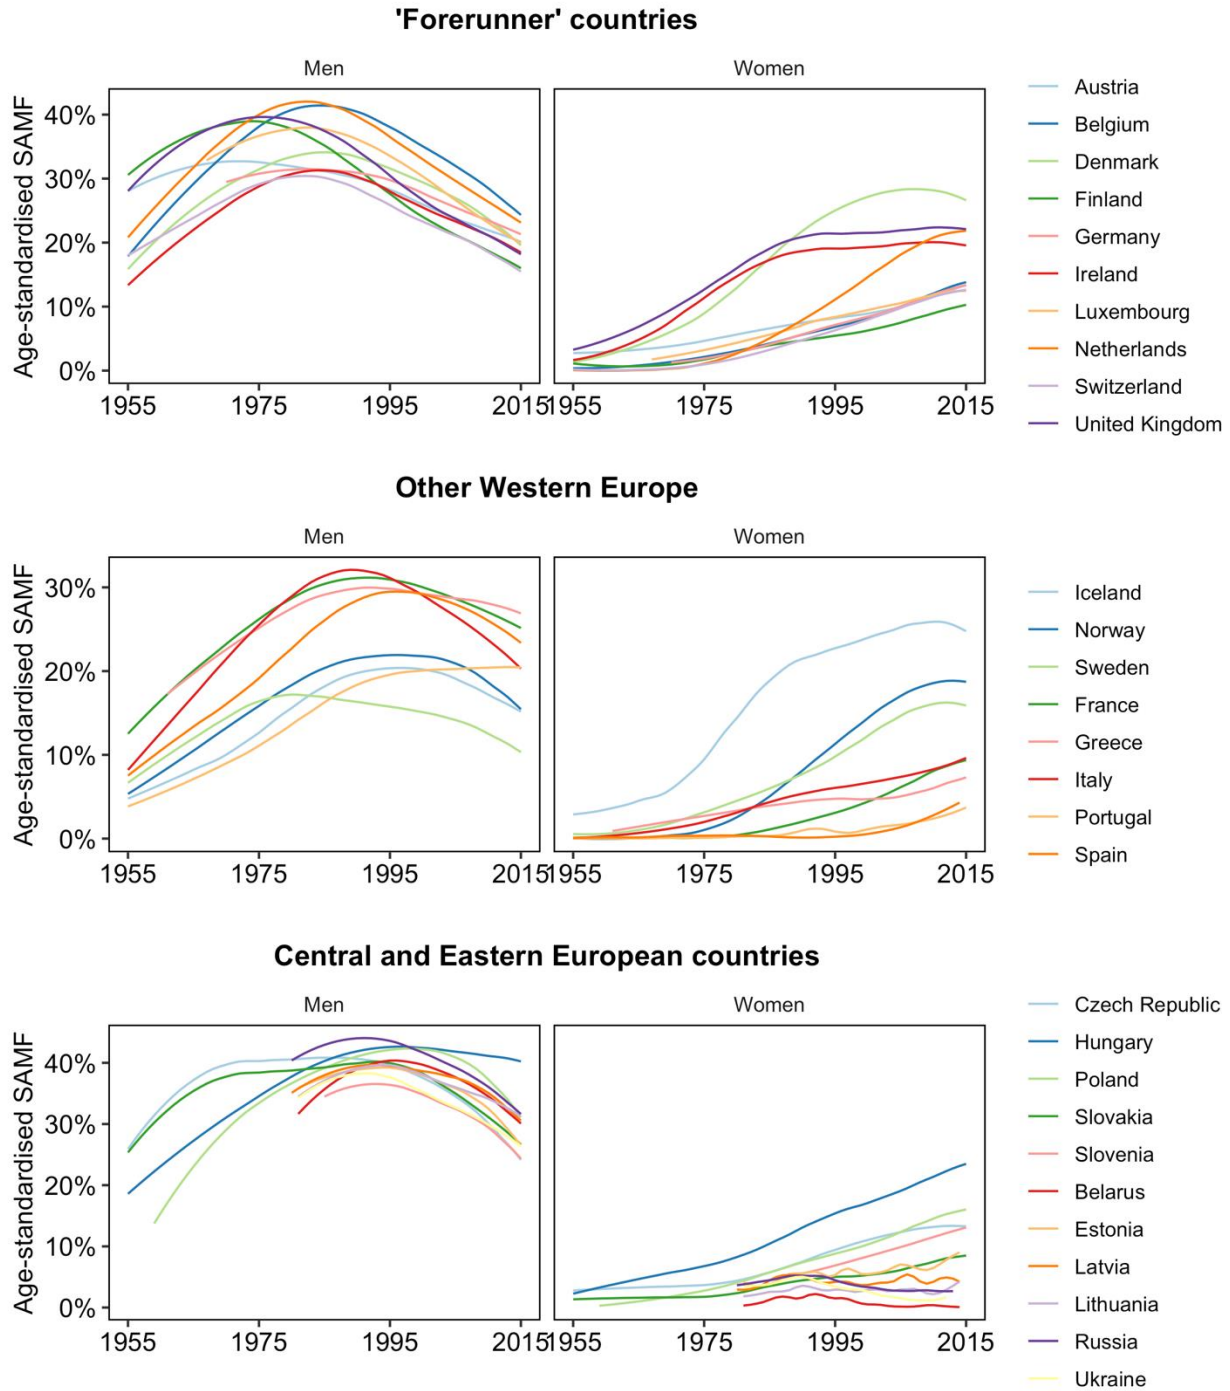 'Forerunner' countries
Men
Women
Age-standardised SAMF
40%
30%
20%
10%
0%
1955
1975
1995
2015
1955
1975
1995
2015
Austria
Belgium
Denmark
Finland
Germany
Ireland
Luxembourg
Netherlands
Switzerland
United Kingdom
Other Western Europe
Men
Women
Age-standardised SAMF
30%
20%
10%
0%
1955
1975
1995
2015
1955
1975
1995
2015
Iceland
Norway
Sweden
France
Greece
Italy
Portugal
Spain
Central and Eastern European countries
Men
Women
Age-standardised SAMF
40%
30%
20%
10%
0%
1955
1975
1995
2015
1955
1975
1995
2015
Czech Republic
Hungary
Poland
Slovakia
Slovenia
Belarus
Estonia
Latvia
Lithuania
Russia
Ukraine